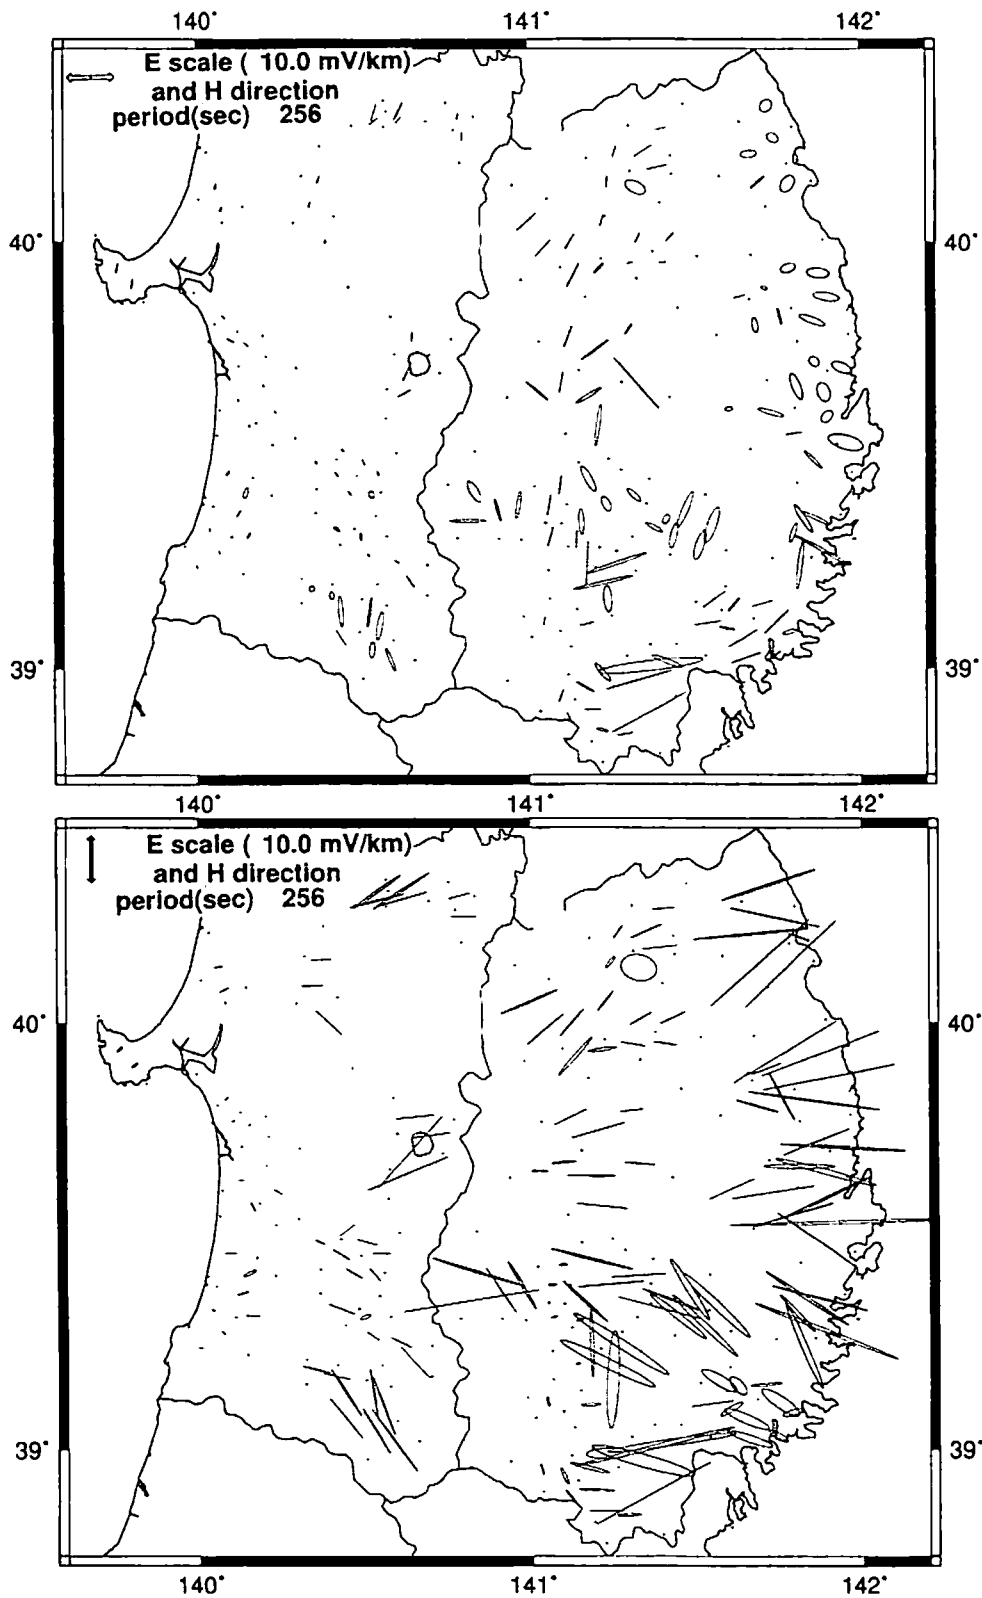 140° 141° 142°
E scale ( 10.0 mV/km)
and H direction
period(sec) 256
40° 40°
39° 39°
140° 141° 142°
E scale ( 10.0 mV/km)
and H direction
period(sec) 256
40° 40°
39° 39°
140° 141° 142°